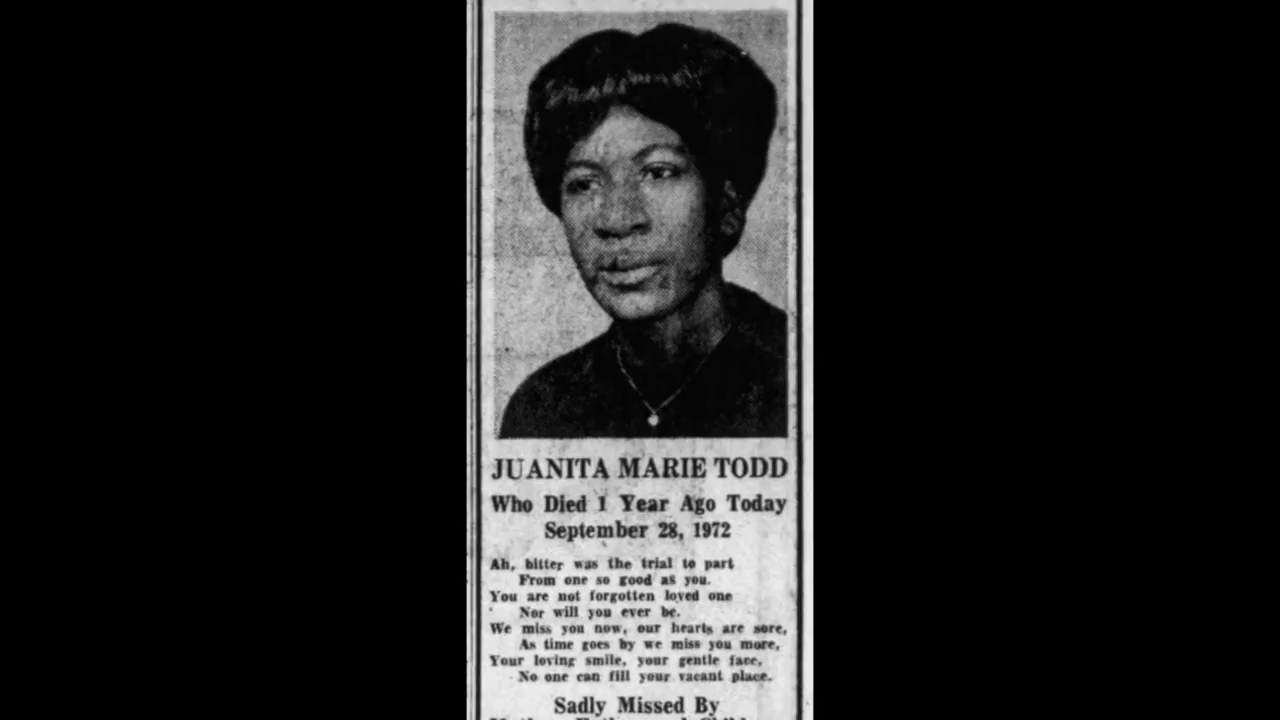 JUANITA MARIE TODD
Who Died 1 Year Ago Today
September 28, 1972
Ah, bitter was the trial to part
From one so good as you.
You are not forgotten loved one
Nor will you ever be.
We miss you now, our hearts are sore,
As time goes by we miss you more,
Your loving smile, your gentle face,
No one can fill your vacant place.
Sadly Missed By